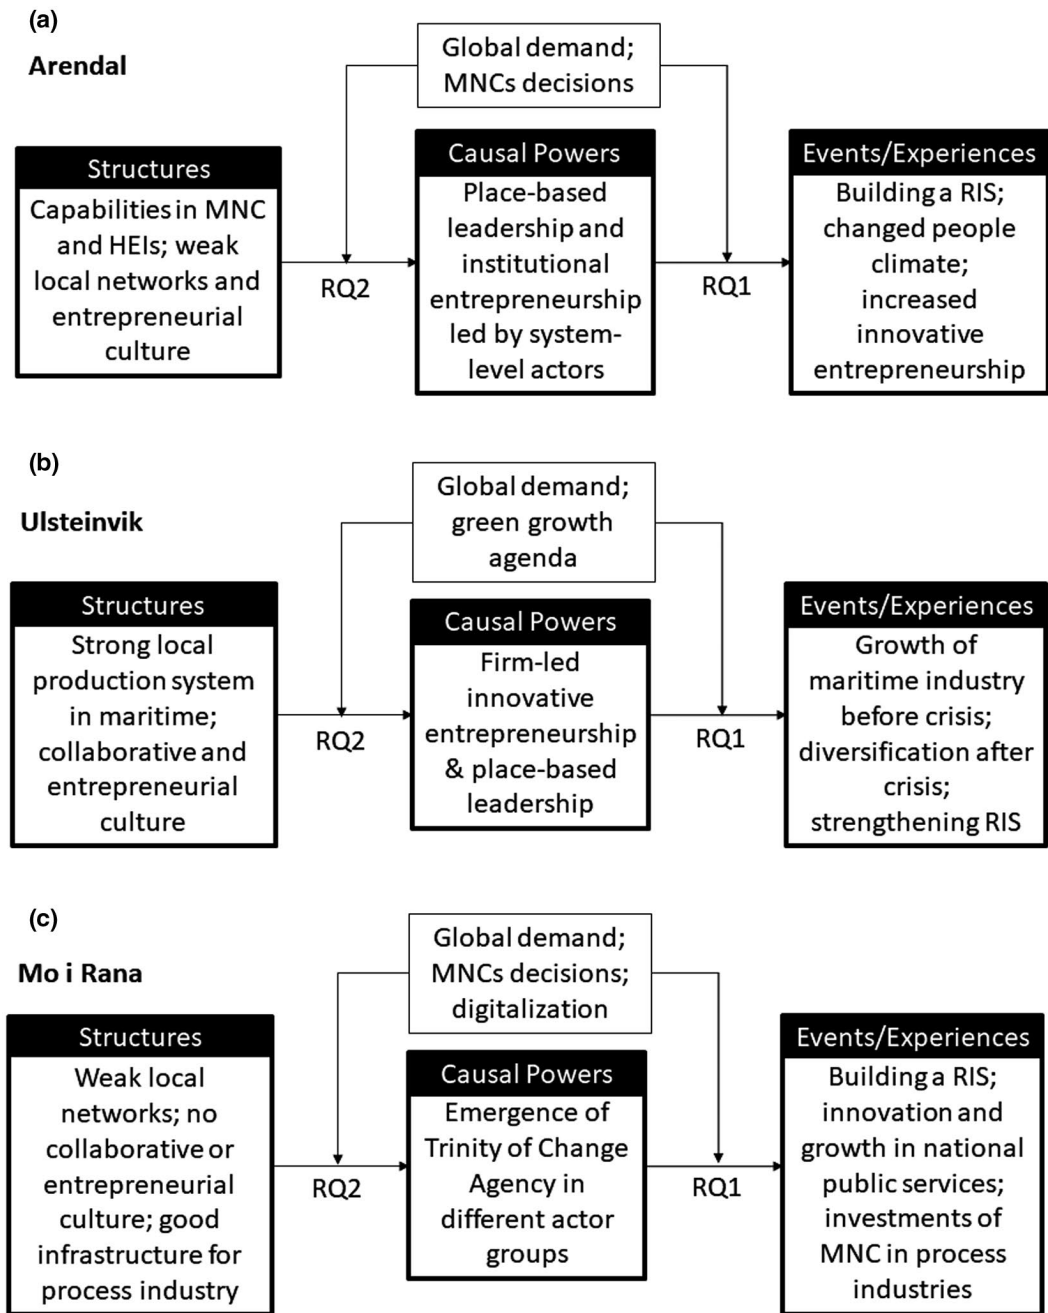 (a)
Arendal
Global demand;
MNCs decisions
Structures
Capabilities in MNC
and HEIs; weak
local networks and
entrepreneurial
culture
RQ2
Causal Powers
Place-based
leadership and
institutional
entrepreneurship
led by system-
level actors
RQ1
Events/Experiences
Building a RIS;
changed people
climate;
increased
innovative
entrepreneurship
(b)
Ulsteinvik
Global demand;
green growth
agenda
Structures
Strong local
production system
in maritime;
collaborative and
entrepreneurial
culture
RQ2
Causal Powers
Firm-led
innovative
entrepreneurship
& place-based
leadership
RQ1
Events/Experiences
Growth of
maritime industry
before crisis;
diversification after
crisis;
strengthening RIS
(c)
Mo i Rana
Global demand;
MNCs decisions;
digitalization
Structures
Weak local
networks; no
collaborative or
entrepreneurial
culture; good
infrastructure for
process industry
RQ2
Causal Powers
Emergence of
Trinity of Change
Agency in
different actor
groups
RQ1
Events/Experiences
Building a RIS;
innovation and
growth in national
public services;
investments of
MNC in process
industries